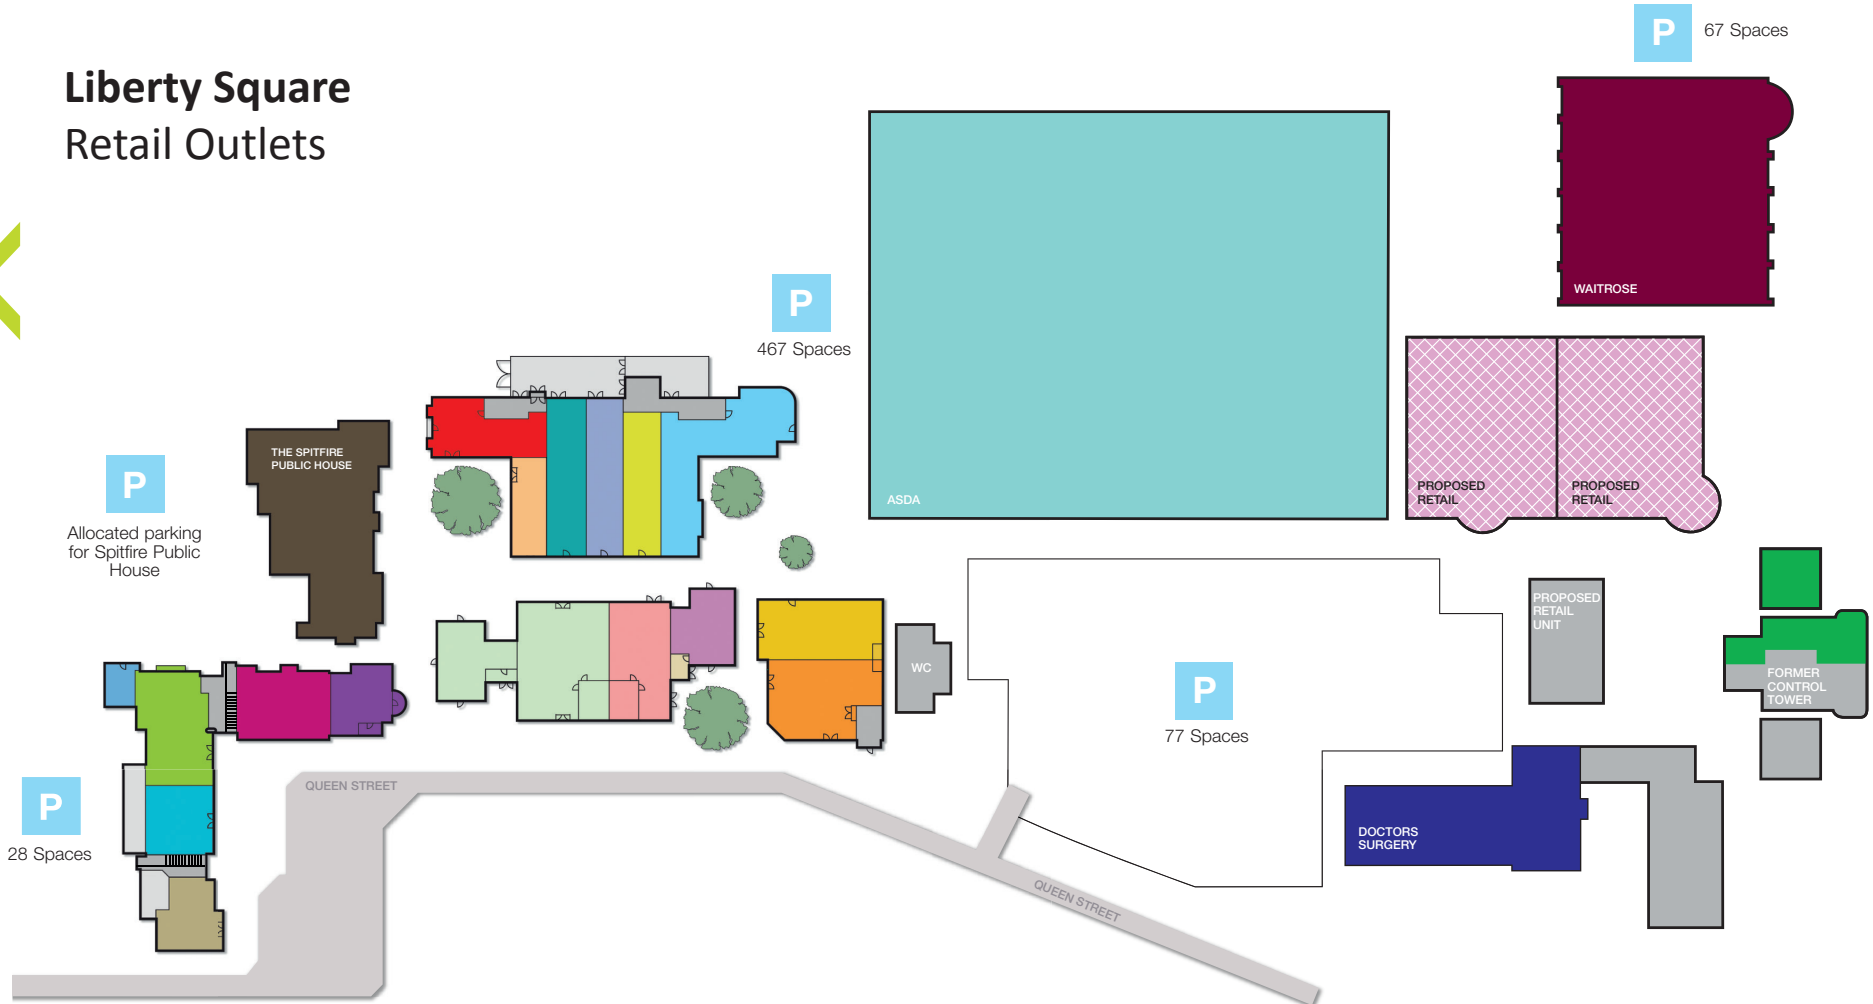 Liberty Square
Retail Outlets
P
67 Spaces
WAITROSE
P
467 Spaces
ASDA
PROPOSED
RETAIL
PROPOSED
RETAIL
THE SPITFIRE
PUBLIC HOUSE
P
Allocated parking
for Spitfire Public
House
PROPOSED
RETAIL
UNIT
WC
P
77 Spaces
FORMER
CONTROL
TOWER
P
28 Spaces
QUEEN STREET
DOCTORS
SURGERY
QUEEN STREET